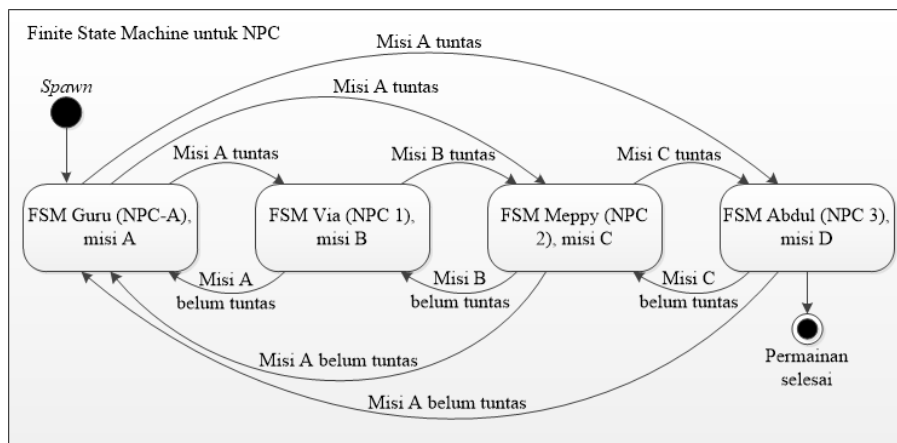 Finite State Machine untuk NPC
Misi A tuntas
Spawn
Misi A tuntas
Misi A tuntas
Misi B tuntas
Misi C tuntas
FSM Guru (NPC-A),
misi A
FSM Via (NPC 1),
misi B
FSM Meppy (NPC
2), misi C
FSM Abdul (NPC 3),
misi D
Misi A
belum tuntas
Misi B
belum tuntas
Misi C
belum tuntas
Misi A belum tuntas
Permainan
selesai
Misi A belum tuntas